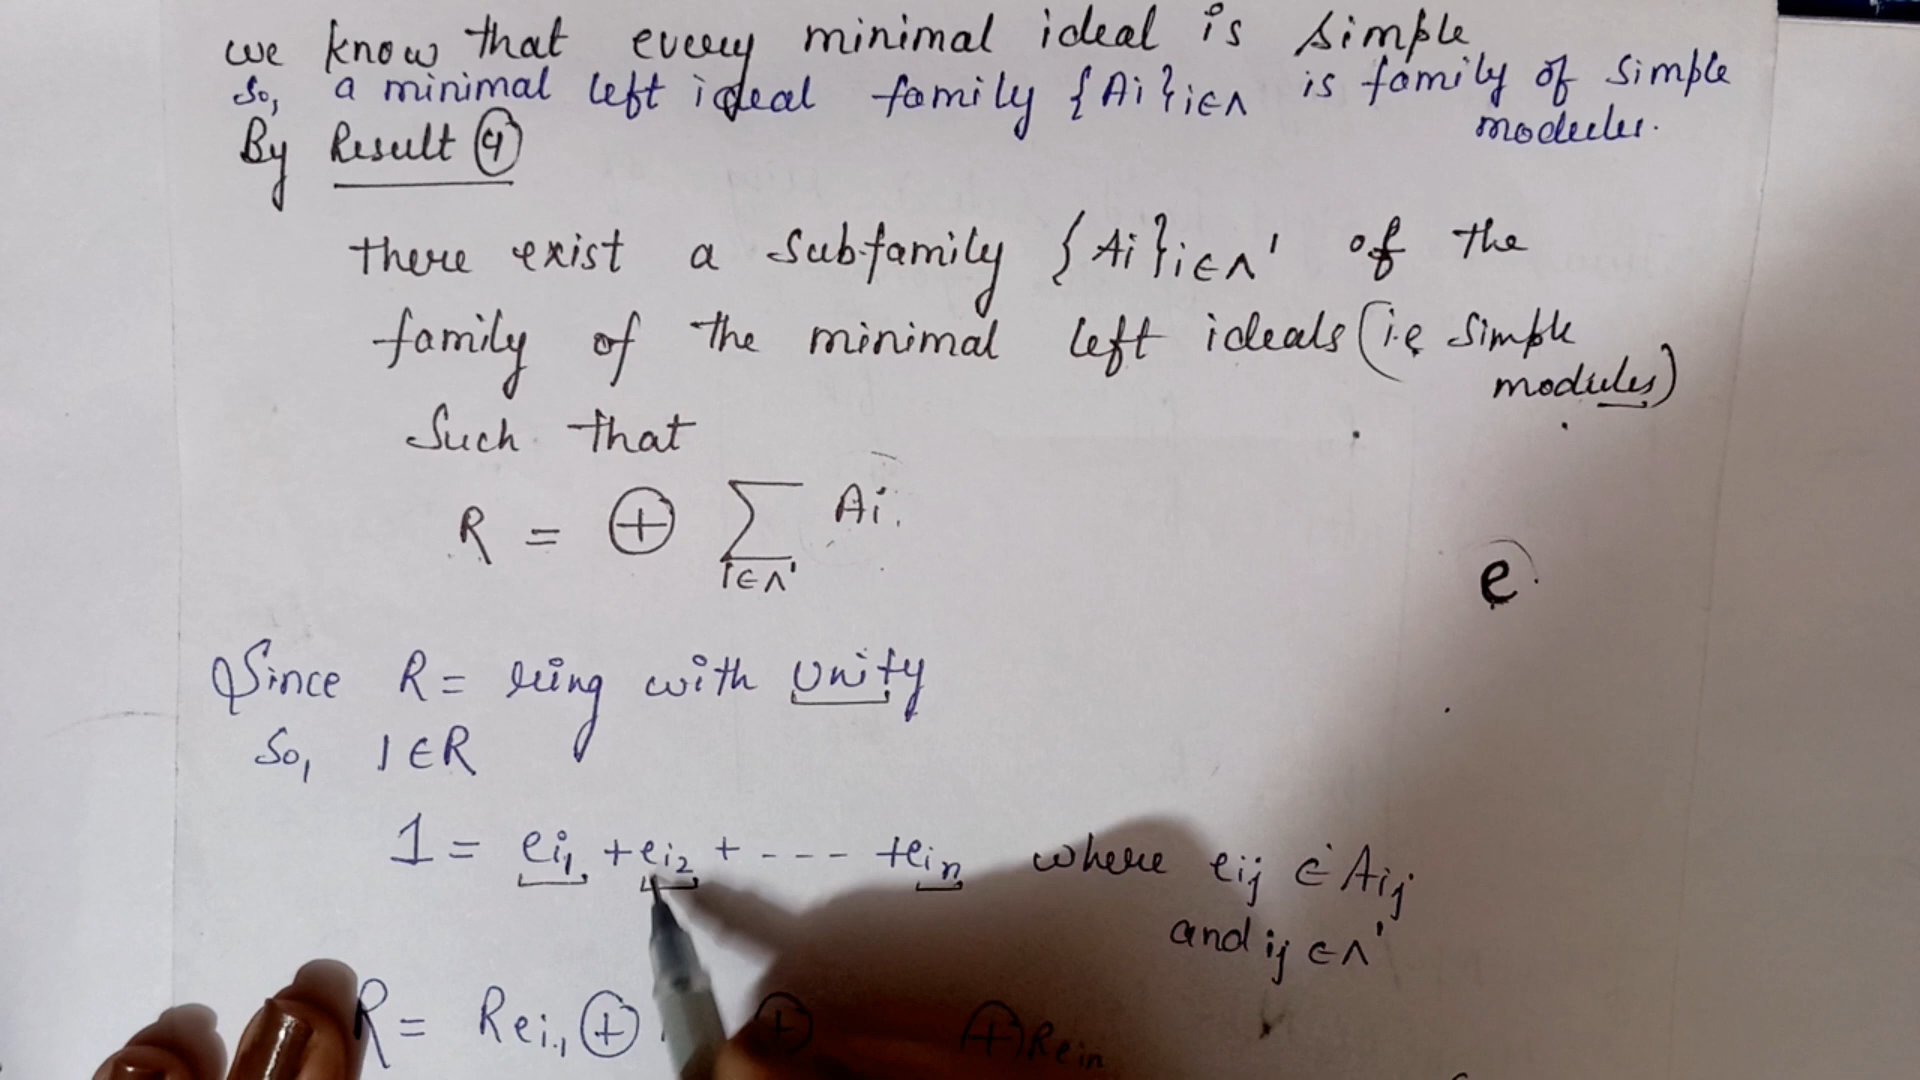 we know that every minimal ideal is simple
So, a minimal left ideal family {Ai}i∈Λ is family of simple modules.
By Result ④
there exist a subfamily {Ai}i∈Λ' of the
family of the minimal left ideals (i.e simple modules)
Such that
R = ⊕ Σ Ai
i∈Λ'
e
Since R = ring with Unity
So, 1∈R
1 = ei1 + ei2 + ---- + ein where eij ∈ Aij
and ij ∈ Λ'
R = Rei1 ⊕ ⊕ ⊕ Rein